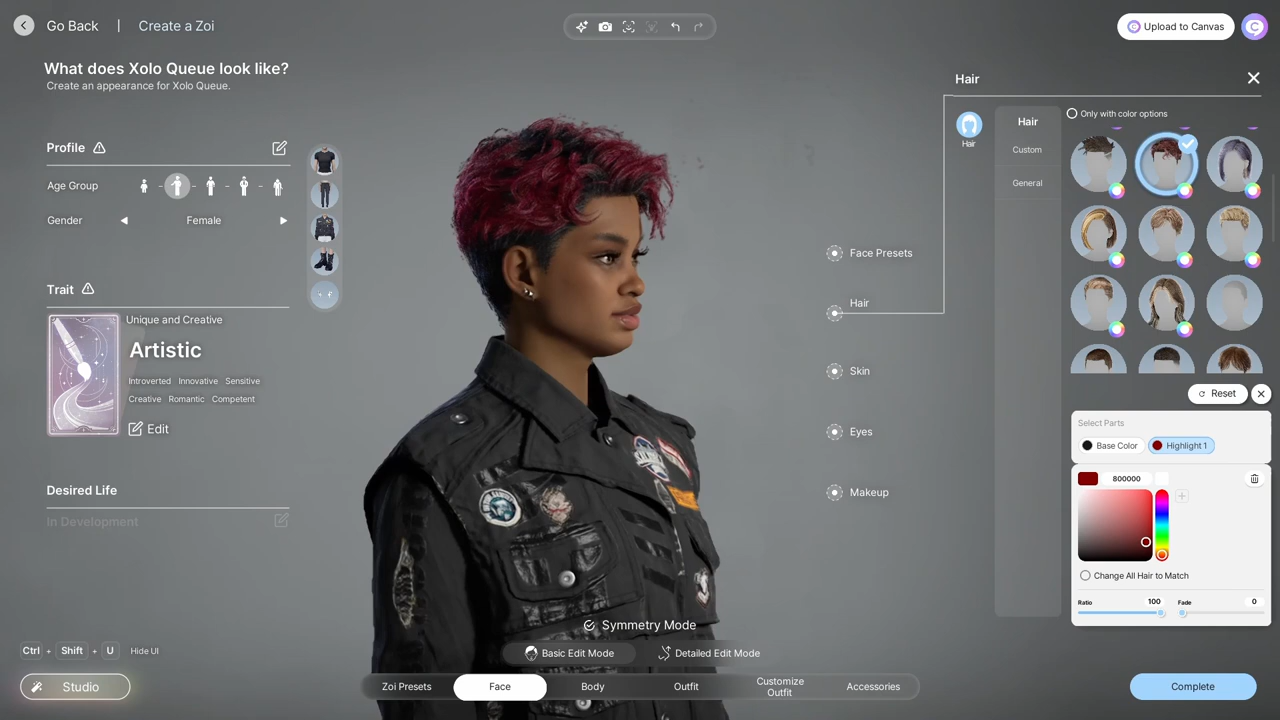 Go Back | Create a Zoi
Upload to Canvas
What does Xolo Queue look like?
Create an appearance for Xolo Queue.
Profile
Age Group
Gender
Female
Trait
Unique and Creative
Artistic
Introverted Innovative Sensitive
Creative Romantic Competent
Edit
Desired Life
In Development
Ctrl + Shift + U Hide UI
Studio
Face Presets
Hair
Skin
Eyes
Makeup
Symmetry Mode
Basic Edit Mode
Detailed Edit Mode
Zoi Presets
Face
Body
Outfit
Customize
Outfit
Accessories
Hair
Hair
Hair
Custom
General
Only with color options
Reset
Select Parts
Base Color
Highlight 1
800000
Change All Hair to Match
Ratio 100 Fade 0
Complete